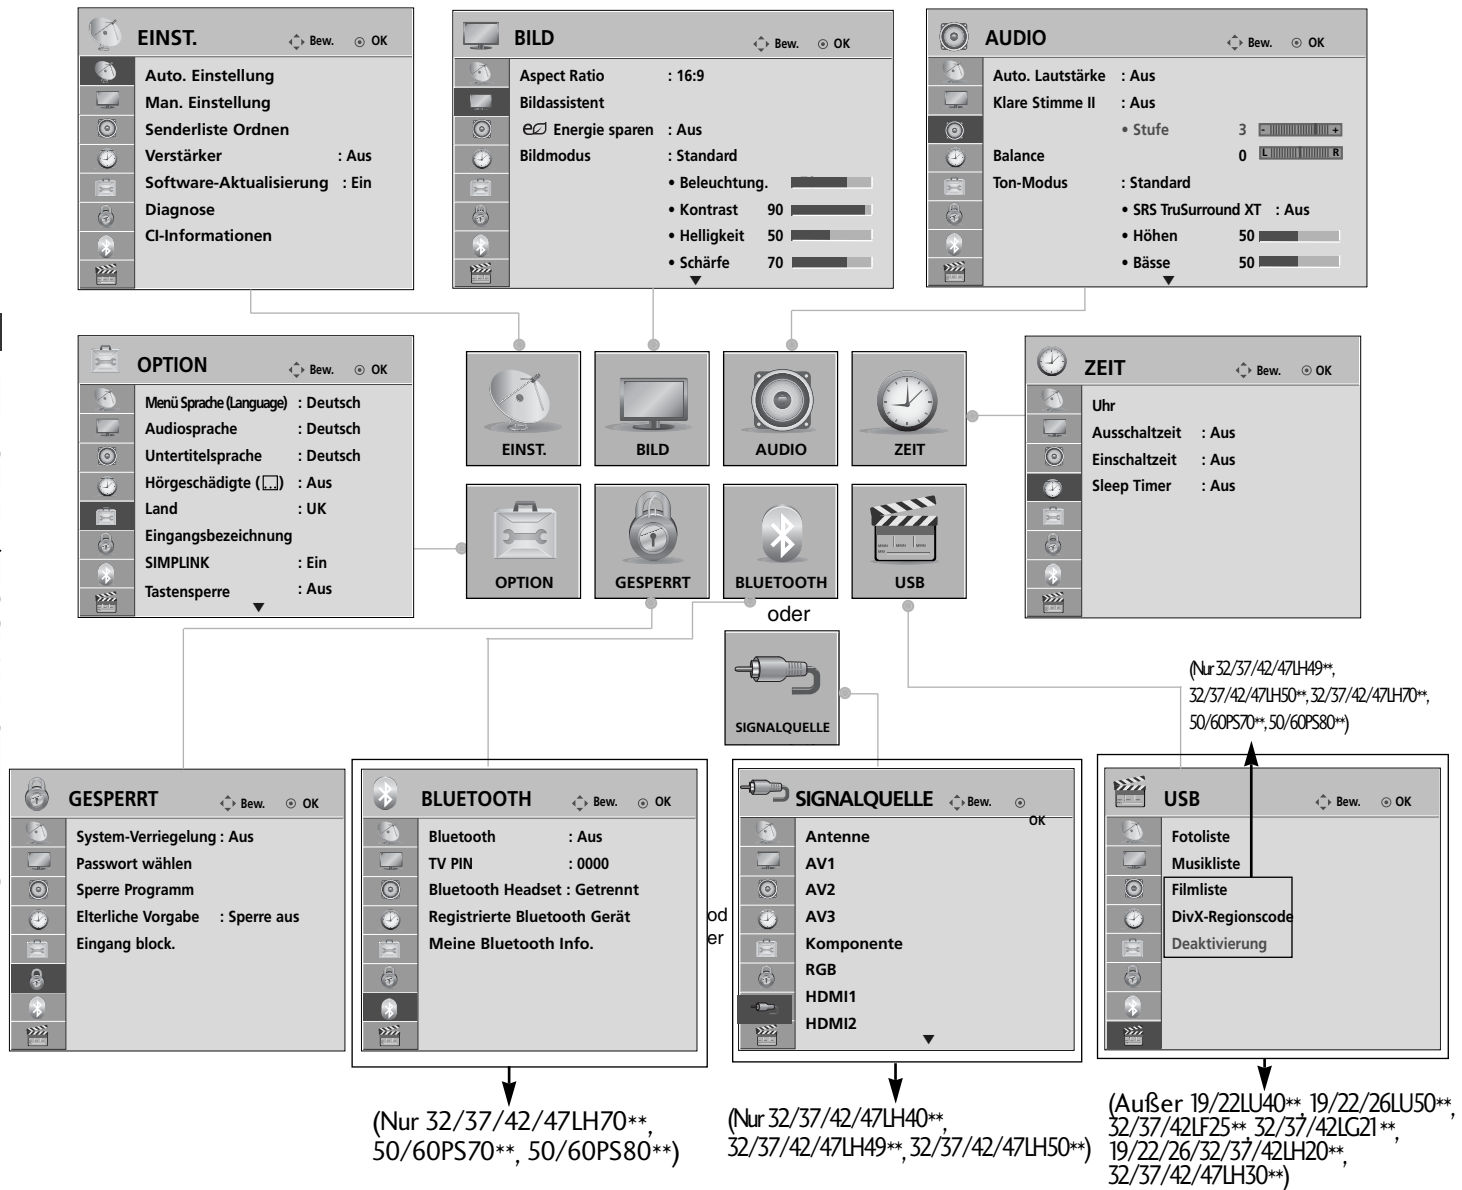 EINST. Bew. OK
Auto. Einstellung
Man. Einstellung
Senderliste Ordnen
Verstärker : Aus
Software-Aktualisierung : Ein
Diagnose
CI-Informationen
BILD Bew. OK
Aspect Ratio : 16:9
Bildassistent
Energie sparen : Aus
Bildmodus : Standard
• Beleuchtung.
• Kontrast 90
• Helligkeit 50
• Schärfe 70
▼
AUDIO Bew. OK
Auto. Lautstärke : Aus
Klare Stimme II : Aus
• Stufe 3 - +
Balance 0 L R
Ton-Modus : Standard
• SRS TruSurround XT : Aus
• Höhen 50
• Bässe 50
▼
OPTION Bew. OK
Menü Sprache (Language) : Deutsch
Audiosprache : Deutsch
Untertitelsprache : Deutsch
Hörgeschädigte ( ) : Aus
Land : UK
Eingangsbezeichnung
SIMPLINK : Ein
Tastensperre : Aus
▼
EINST.
BILD
AUDIO
ZEIT
OPTION
GESPERRT
BLUETOOTH
USB
oder
SIGNALQUELLE
ZEIT Bew. OK
Uhr
Ausschaltzeit : Aus
Einschaltzeit : Aus
Sleep Timer : Aus
(Nur 32/37/42/47LH49**,
32/37/42/47LH50**, 32/37/42/47LH70**,
50/60PS70**, 50/60PS80**)
GESPERRT Bew. OK
System-Verriegelung : Aus
Passwort wählen
Sperre Programm
Elterliche Vorgabe : Sperre aus
Eingang block.
BLUETOOTH Bew. OK
Bluetooth : Aus
TV PIN : 0000
Bluetooth Headset : Getrennt
Registrierte Bluetooth Gerät
Meine Bluetooth Info.
od
er
SIGNALQUELLE Bew.
OK
Antenne
AV1
AV2
AV3
Komponente
RGB
HDMI1
HDMI2
▼
USB Bew. OK
Fotoliste
Musikliste
Filmliste
DivX-Regionscode
Deaktivierung
(Nur 32/37/42/47LH70**,
50/60PS70**, 50/60PS80**)
(Nur 32/37/42/47LH40**,
32/37/42/47LH49**, 32/37/42/47LH50**)
(Außer 19/22LU40**, 19/22/26LU50**,
32/37/42LF25**, 32/37/42LG21**,
19/22/26/32/37/42LH20**,
32/37/42/47LH30**)